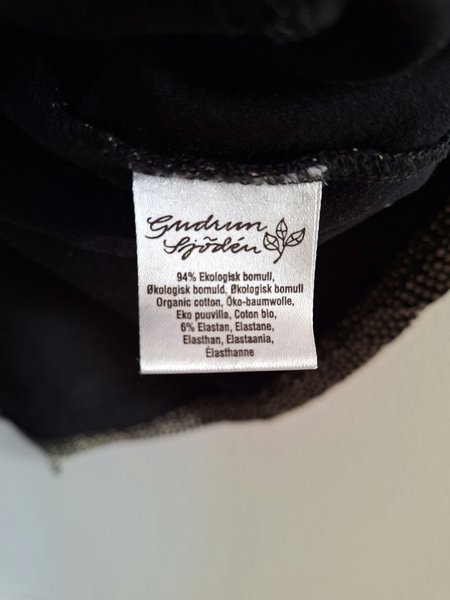 Gudrun
Sjödén
94% Ekologisk bomull,
Økologisk bomuld, Økologisk bomull
Organic cotton, Öko-baumwolle,
Eko puuvilla, Coton bio,
6% Elastan, Elastane,
Elasthan, Elastaania,
Élasthanne